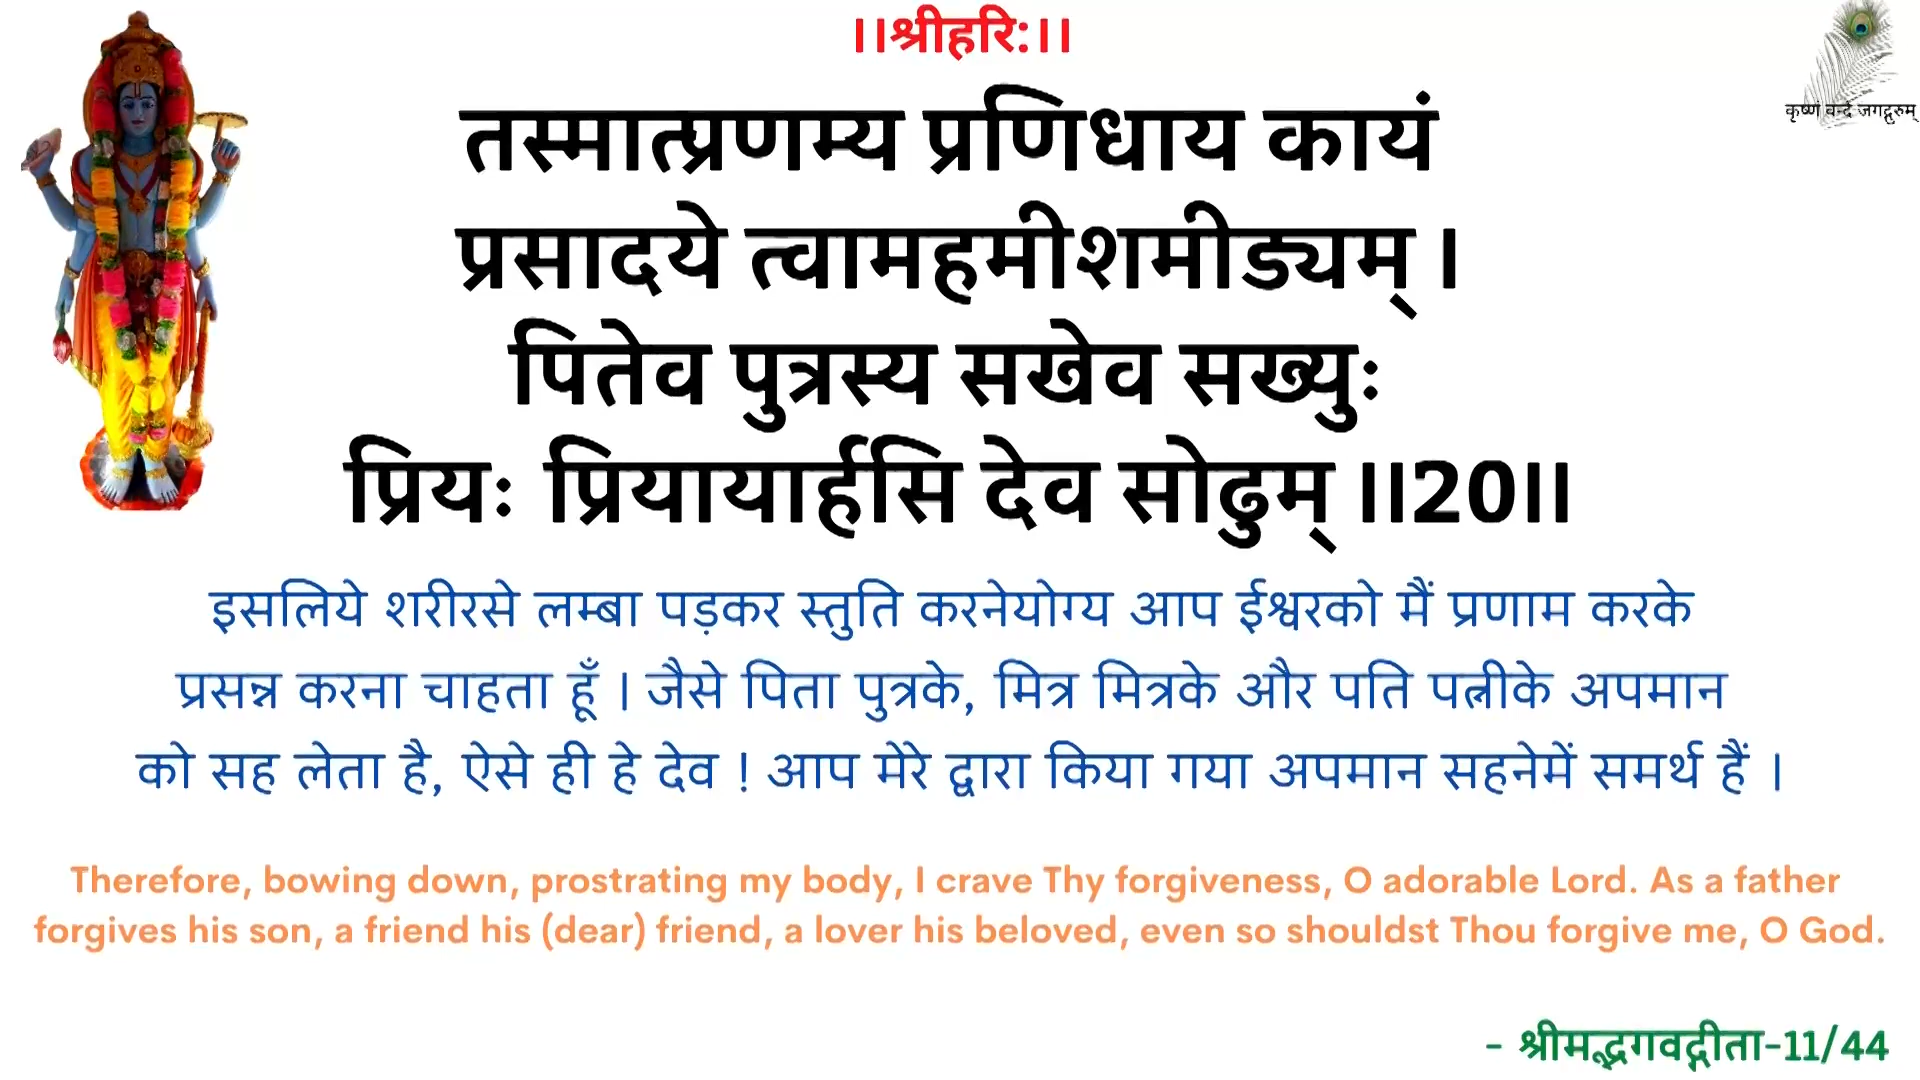 ।।श्रीहरि:।।
कृष्णं वन्दे जगद्गुरुम्
तस्मात्प्रणम्य प्रणिधाय कायं
प्रसादये त्वामहमीशमीड्यम् ।
पितेव पुत्रस्य सखेव सख्युः
प्रियः प्रियायार्हसि देव सोढुम् ।।20।।
इसलिये शरीरसे लम्बा पड़कर स्तुति करनेयोग्य आप ईश्वरको मैं प्रणाम करके
प्रसन्न करना चाहता हूँ । जैसे पिता पुत्रके, मित्र मित्रके और पति पत्नीके अपमान
को सह लेता है, ऐसे ही हे देव ! आप मेरे द्वारा किया गया अपमान सहनेमें समर्थ हैं ।
Therefore, bowing down, prostrating my body, I crave Thy forgiveness, O adorable Lord. As a father
forgives his son, a friend his (dear) friend, a lover his beloved, even so shouldst Thou forgive me, O God.
- श्रीमद्भगवद्गीता-11/44